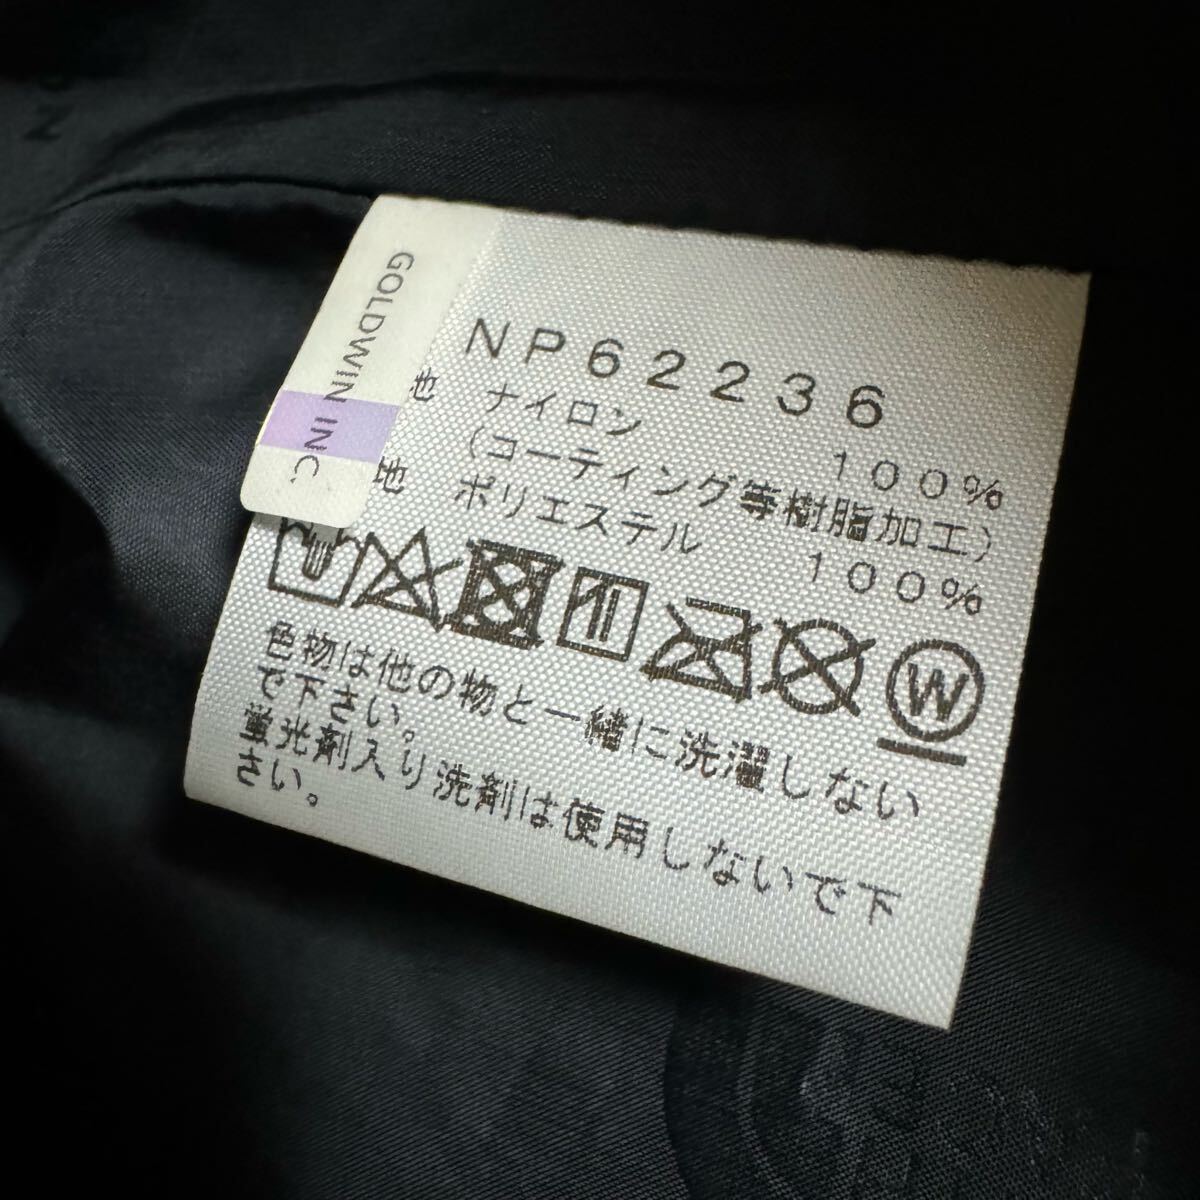 GOLDWIN INC.
NP62236
地 ナイロン 100%
(コーティング等樹脂加工)
地 ポリエステル 100%
W
色物は他の物と一緒に洗濯しない
で下さい。
蛍光剤入り洗剤は使用しないで下
さい。